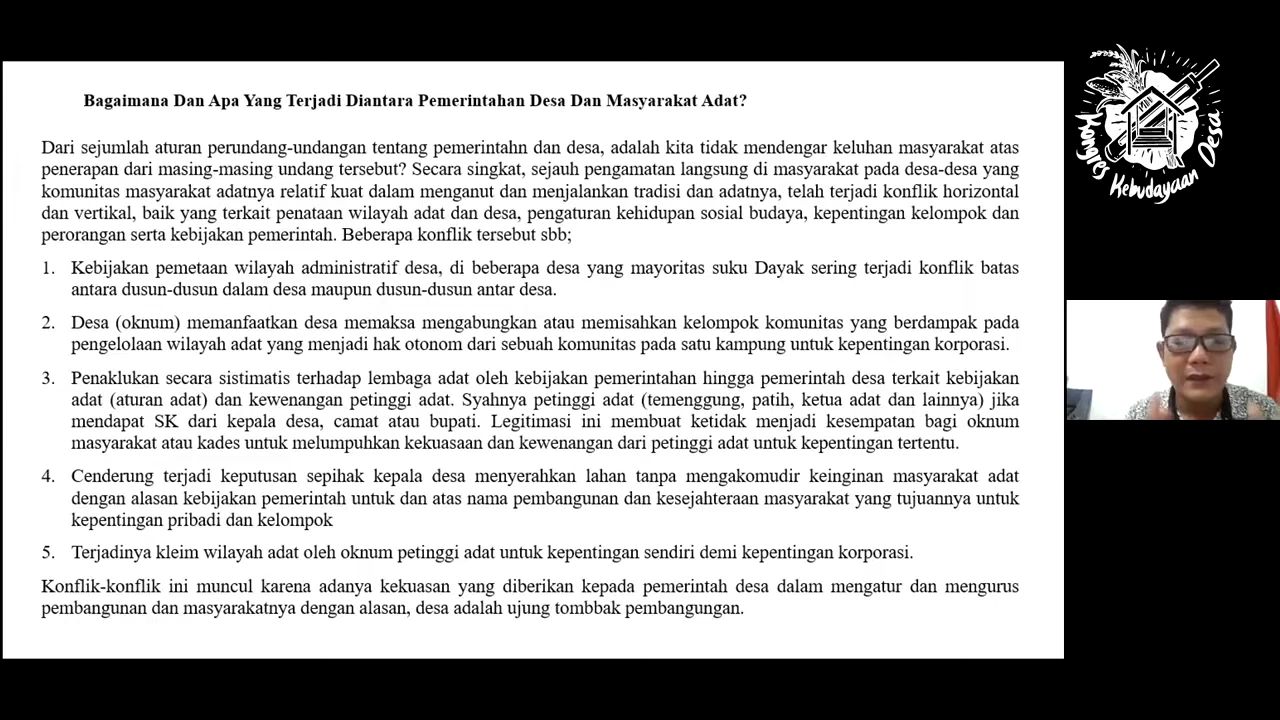 Bagaimana Dan Apa Yang Terjadi Diantara Pemerintahan Desa Dan Masyarakat Adat?
Dari sejumlah aturan perundang-undangan tentang pemerintahn dan desa, adalah kita tidak mendengar keluhan masyarakat atas
penerapan dari masing-masing undang tersebut? Secara singkat, sejauh pengamatan langsung di masyarakat pada desa-desa yang
komunitas masyarakat adatnya relatif kuat dalam menganut dan menjalankan tradisi dan adatnya, telah terjadi konflik horizontal
dan vertikal, baik yang terkait penataan wilayah adat dan desa, pengaturan kehidupan sosial budaya, kepentingan kelompok dan
perorangan serta kebijakan pemerintah. Beberapa konflik tersebut sbb;
1. Kebijakan pemetaan wilayah administratif desa, di beberapa desa yang mayoritas suku Dayak sering terjadi konflik batas
antara dusun-dusun dalam desa maupun dusun-dusun antar desa.
2. Desa (oknum) memanfaatkan desa memaksa mengabungkan atau memisahkan kelompok komunitas yang berdampak pada
pengelolaan wilayah adat yang menjadi hak otonom dari sebuah komunitas pada satu kampung untuk kepentingan korporasi.
3. Penaklukan secara sistimatis terhadap lembaga adat oleh kebijakan pemerintahan hingga pemerintah desa terkait kebijakan
adat (aturan adat) dan kewenangan petinggi adat. Syahnya petinggi adat (temenggung, patih, ketua adat dan lainnya) jika
mendapat SK dari kepala desa, camat atau bupati. Legitimasi ini membuat ketidak menjadi kesempatan bagi oknum
masyarakat atau kades untuk melumpuhkan kekuasaan dan kewenangan dari petinggi adat untuk kepentingan tertentu.
4. Cenderung terjadi keputusan sepihak kepala desa menyerahkan lahan tanpa mengakomudir keinginan masyarakat adat
dengan alasan kebijakan pemerintah untuk dan atas nama pembangunan dan kesejahteraan masyarakat yang tujuannya untuk
kepentingan pribadi dan kelompok
5. Terjadinya kleim wilayah adat oleh oknum petinggi adat untuk kepentingan sendiri demi kepentingan korporasi.
Konflik-konflik ini muncul karena adanya kekuasan yang diberikan kepada pemerintah desa dalam mengatur dan mengurus
pembangunan dan masyarakatnya dengan alasan, desa adalah ujung tombbak pembangungan.
Kongres Kebudayaan Desa